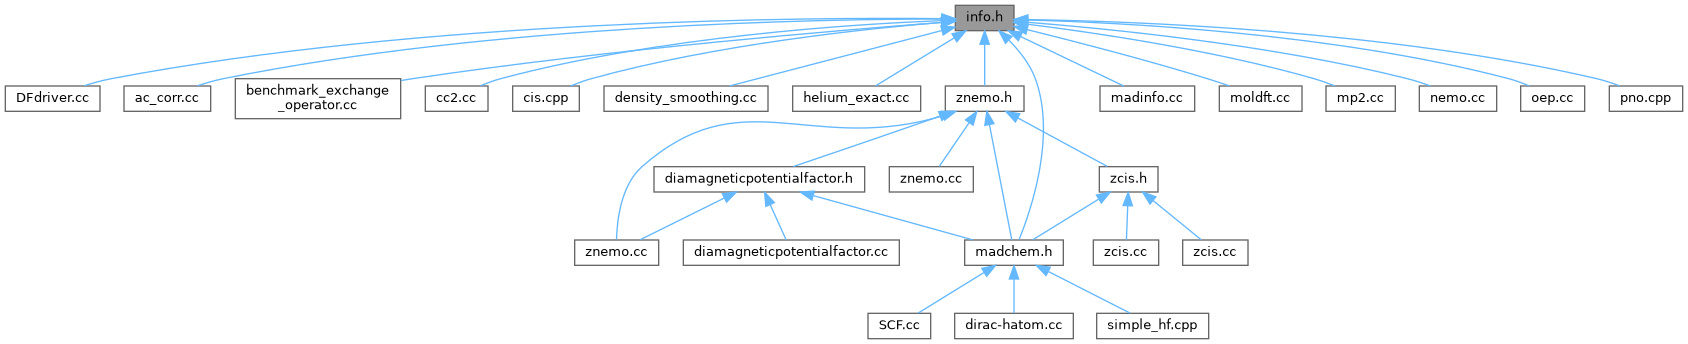 info.h
DFdriver.cc
ac_corr.cc
benchmark_exchange
_operator.cc
cc2.cc
cis.cpp
density_smoothing.cc
helium_exact.cc
znemo.h
madinfo.cc
moldft.cc
mp2.cc
nemo.cc
oep.cc
pno.cpp
diamagneticpotentialfactor.h
znemo.cc
zcis.h
znemo.cc
diamagneticpotentialfactor.cc
madchem.h
zcis.cc
zcis.cc
SCF.cc
dirac-hatom.cc
simple_hf.cpp